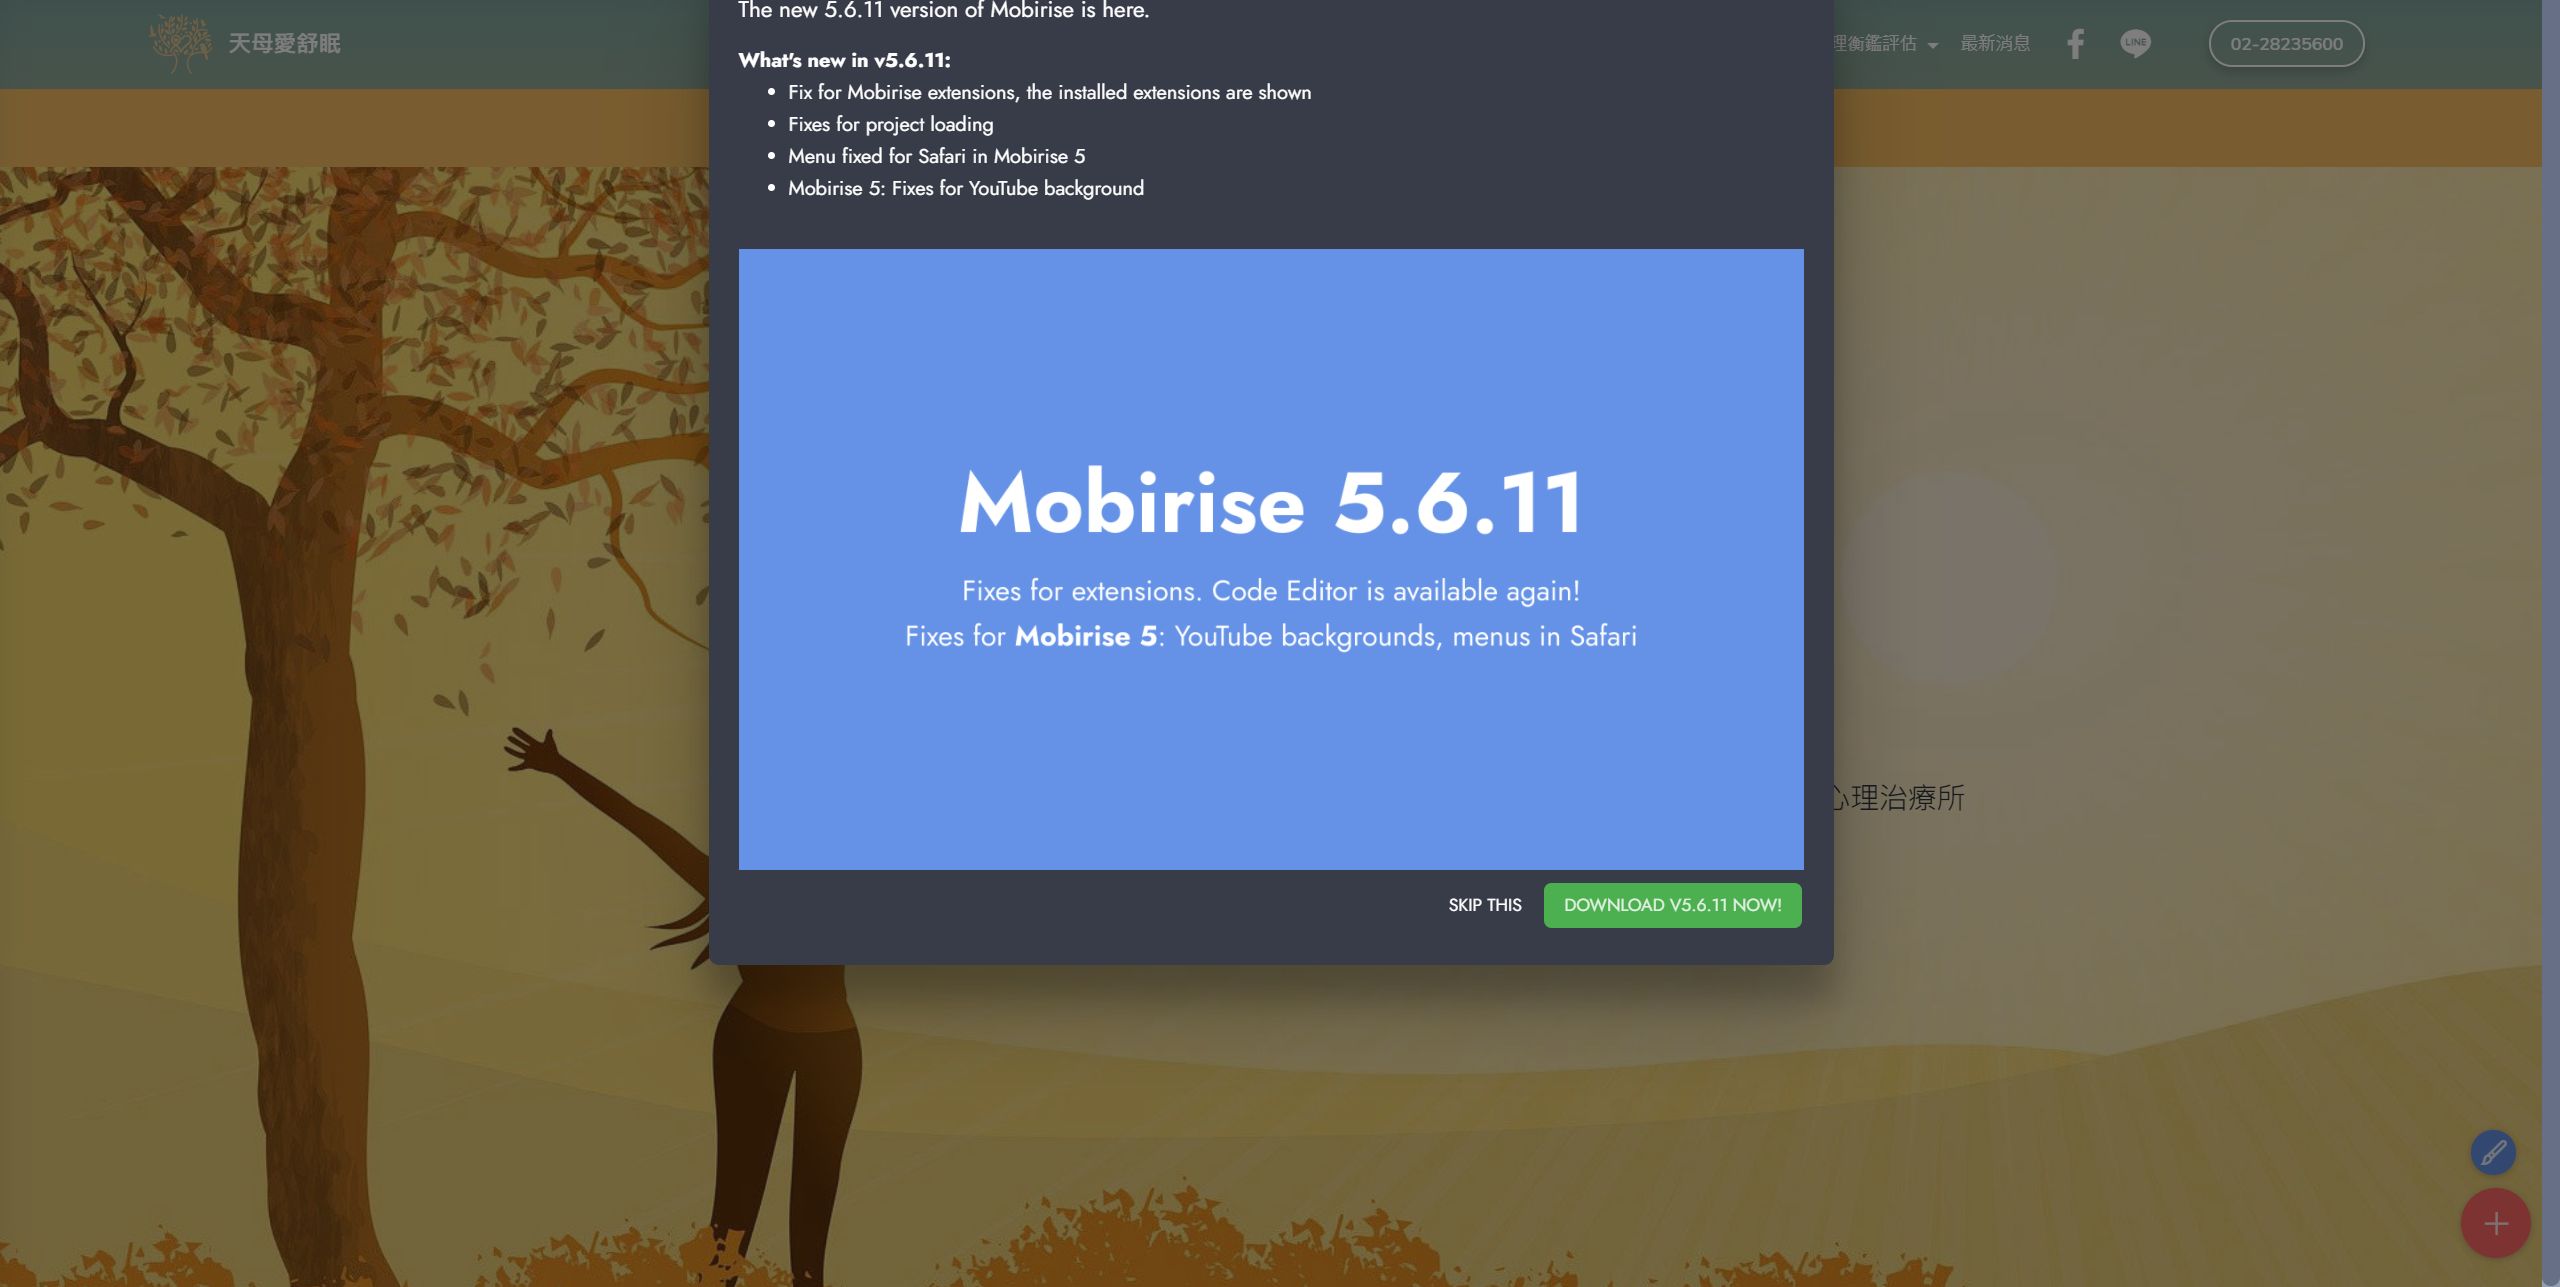 The new 5.6.11 version of Mobirise is here.
天母愛舒眠
理衡鑑評估
最新消息
LINE
02-28235600
What's new in v5.6.11:
Fix for Mobirise extensions, the installed extensions are shown
Fixes for project loading
Menu fixed for Safari in Mobirise 5
Mobirise 5: Fixes for YouTube background
Mobirise 5.6.11
Fixes for extensions. Code Editor is available again!
Fixes for Mobirise 5: YouTube backgrounds, menus in Safari
心理治療所
SKIP THIS
DOWNLOAD V5.6.11 NOW!